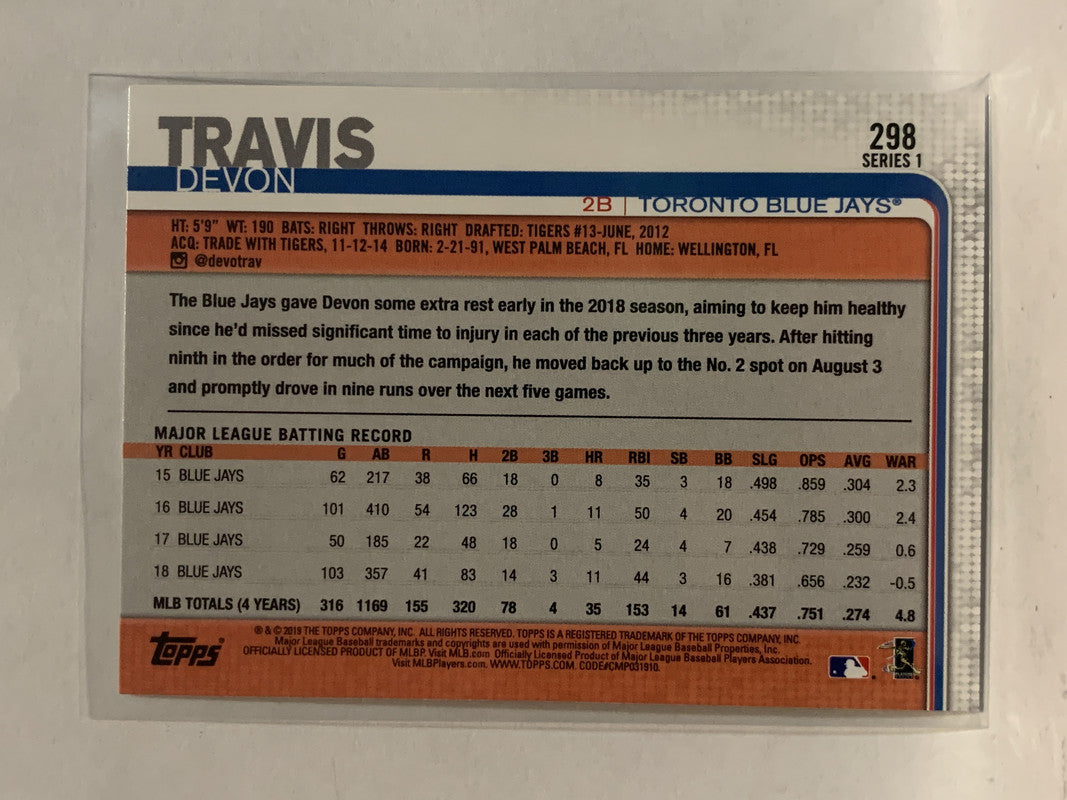 TRAVIS
DEVON
298
SERIES 1
2B | TORONTO BLUE JAYS®
HT: 5'9" WT: 190 BATS: RIGHT THROWS: RIGHT DRAFTED: TIGERS #13-JUNE, 2012
ACQ: TRADE WITH TIGERS, 11-12-14 BORN: 2-21-91, WEST PALM BEACH, FL HOME: WELLINGTON, FL
@devotrav
The Blue Jays gave Devon some extra rest early in the 2018 season, aiming to keep him healthy
since he'd missed significant time to injury in each of the previous three years. After hitting
ninth in the order for much of the campaign, he moved back up to the No. 2 spot on August 3
and promptly drove in nine runs over the next five games.
MAJOR LEAGUE BATTING RECORD
YR CLUB G AB R H 2B 3B HR RBI SB BB SLG OPS AVG WAR
15 BLUE JAYS 62 217 38 66 18 0 8 35 3 18 .498 .859 .304 2.3
16 BLUE JAYS 101 410 54 123 28 1 11 50 4 20 .454 .785 .300 2.4
17 BLUE JAYS 50 185 22 48 18 0 5 24 4 7 .438 .729 .259 0.6
18 BLUE JAYS 103 357 41 83 14 3 11 44 3 16 .381 .656 .232 -0.5
MLB TOTALS (4 YEARS) 316 1169 155 320 78 4 35 153 14 61 .437 .751 .274 4.8
Topps®
® & © 2019 THE TOPPS COMPANY, INC. ALL RIGHTS RESERVED. TOPPS IS A REGISTERED TRADEMARK OF THE TOPPS COMPANY, INC.
Major League Baseball trademarks and copyrights are used with permission of Major League Baseball Properties, Inc.
OFFICIALLY LICENSED PRODUCT OF MLBP. Visit MLB.com Officially Licensed Product of Major League Baseball Players Association.
Visit MLBPlayers.com. WWW.TOPPS.COM. CODE#CMP031910.